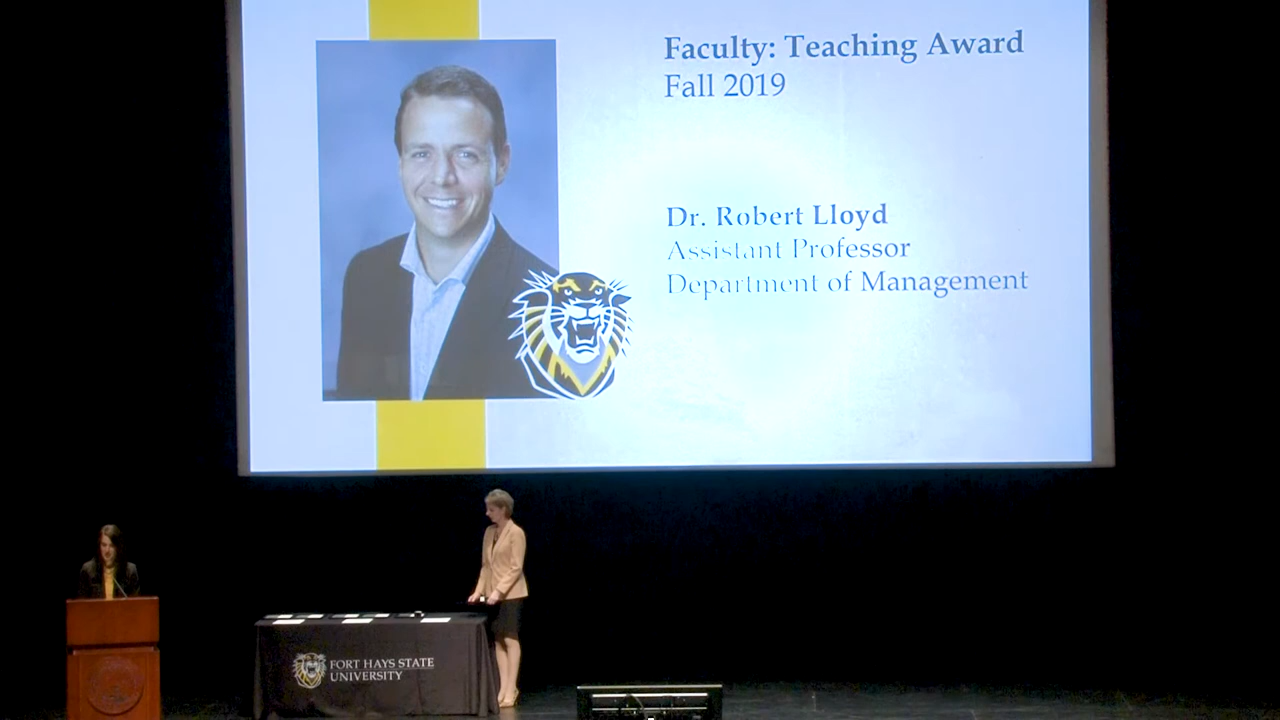 Faculty: Teaching Award
Fall 2019
Dr. Robert Lloyd
Assistant Professor
Department of Management
FORT HAYS STATE
UNIVERSITY